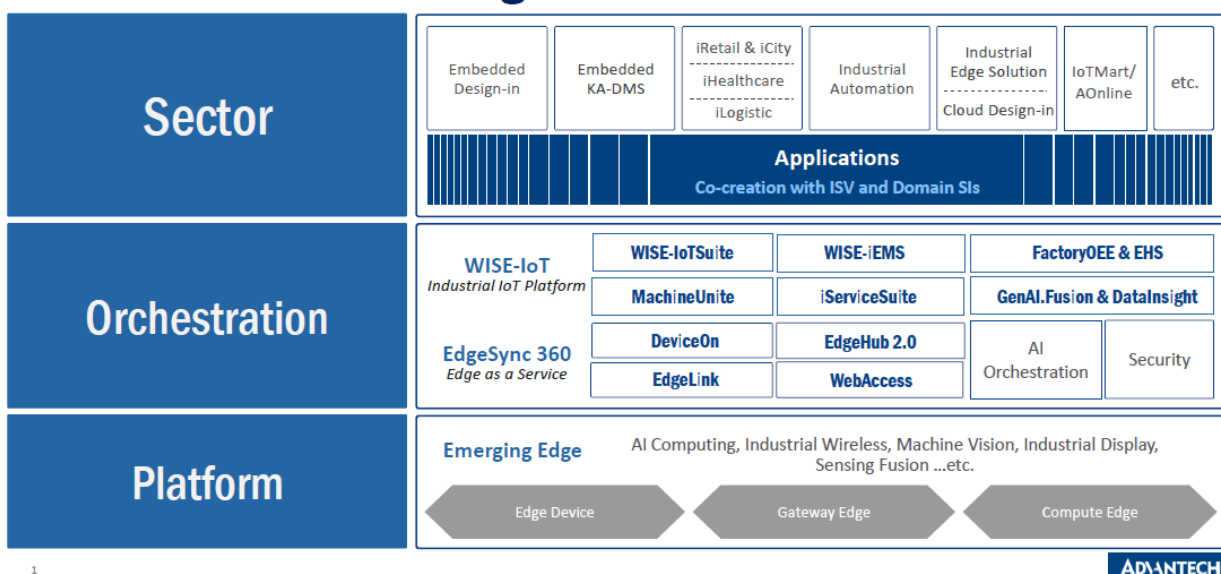 Sector
Embedded
Design-in
Embedded
KA-DMS
iRetail & iCity
iHealthcare
iLogistic
Industrial
Automation
Industrial
Edge Solution
Cloud Design-in
IoTMart/
AOnline
etc.
Applications
Co-creation with ISV and Domain SIs
Orchestration
WISE-IoT
Industrial IoT Platform
WISE-IoTSuite
WISE-iEMS
FactoryOEE & EHS
MachineUnite
iServiceSuite
GenAI.Fusion & DataInsight
EdgeSync 360
Edge as a Service
DeviceOn
EdgeHub 2.0
EdgeLink
WebAccess
AI
Orchestration
Security
Platform
Emerging Edge
AI Computing, Industrial Wireless, Machine Vision, Industrial Display,
Sensing Fusion ...etc.
Edge Device
Gateway Edge
Compute Edge
1
ADVANTECH